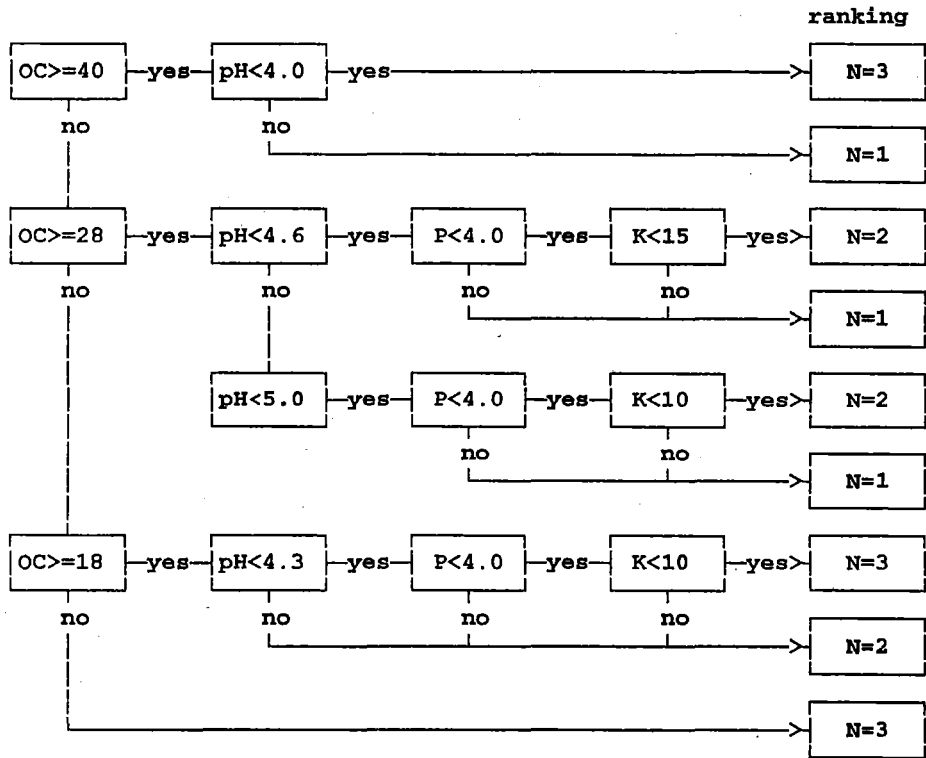 ranking
OC>=40 yes pH<4.0 yes > N=3
no no
> N=1
OC>=28 yes pH<4.6 yes P<4.0 yes K<15 yes> N=2
no no no no
> N=1
pH<5.0 yes P<4.0 yes K<10 yes> N=2
no no
> N=1
OC>=18 yes pH<4.3 yes P<4.0 yes K<10 yes> N=3
no no no no
> N=2
> N=3